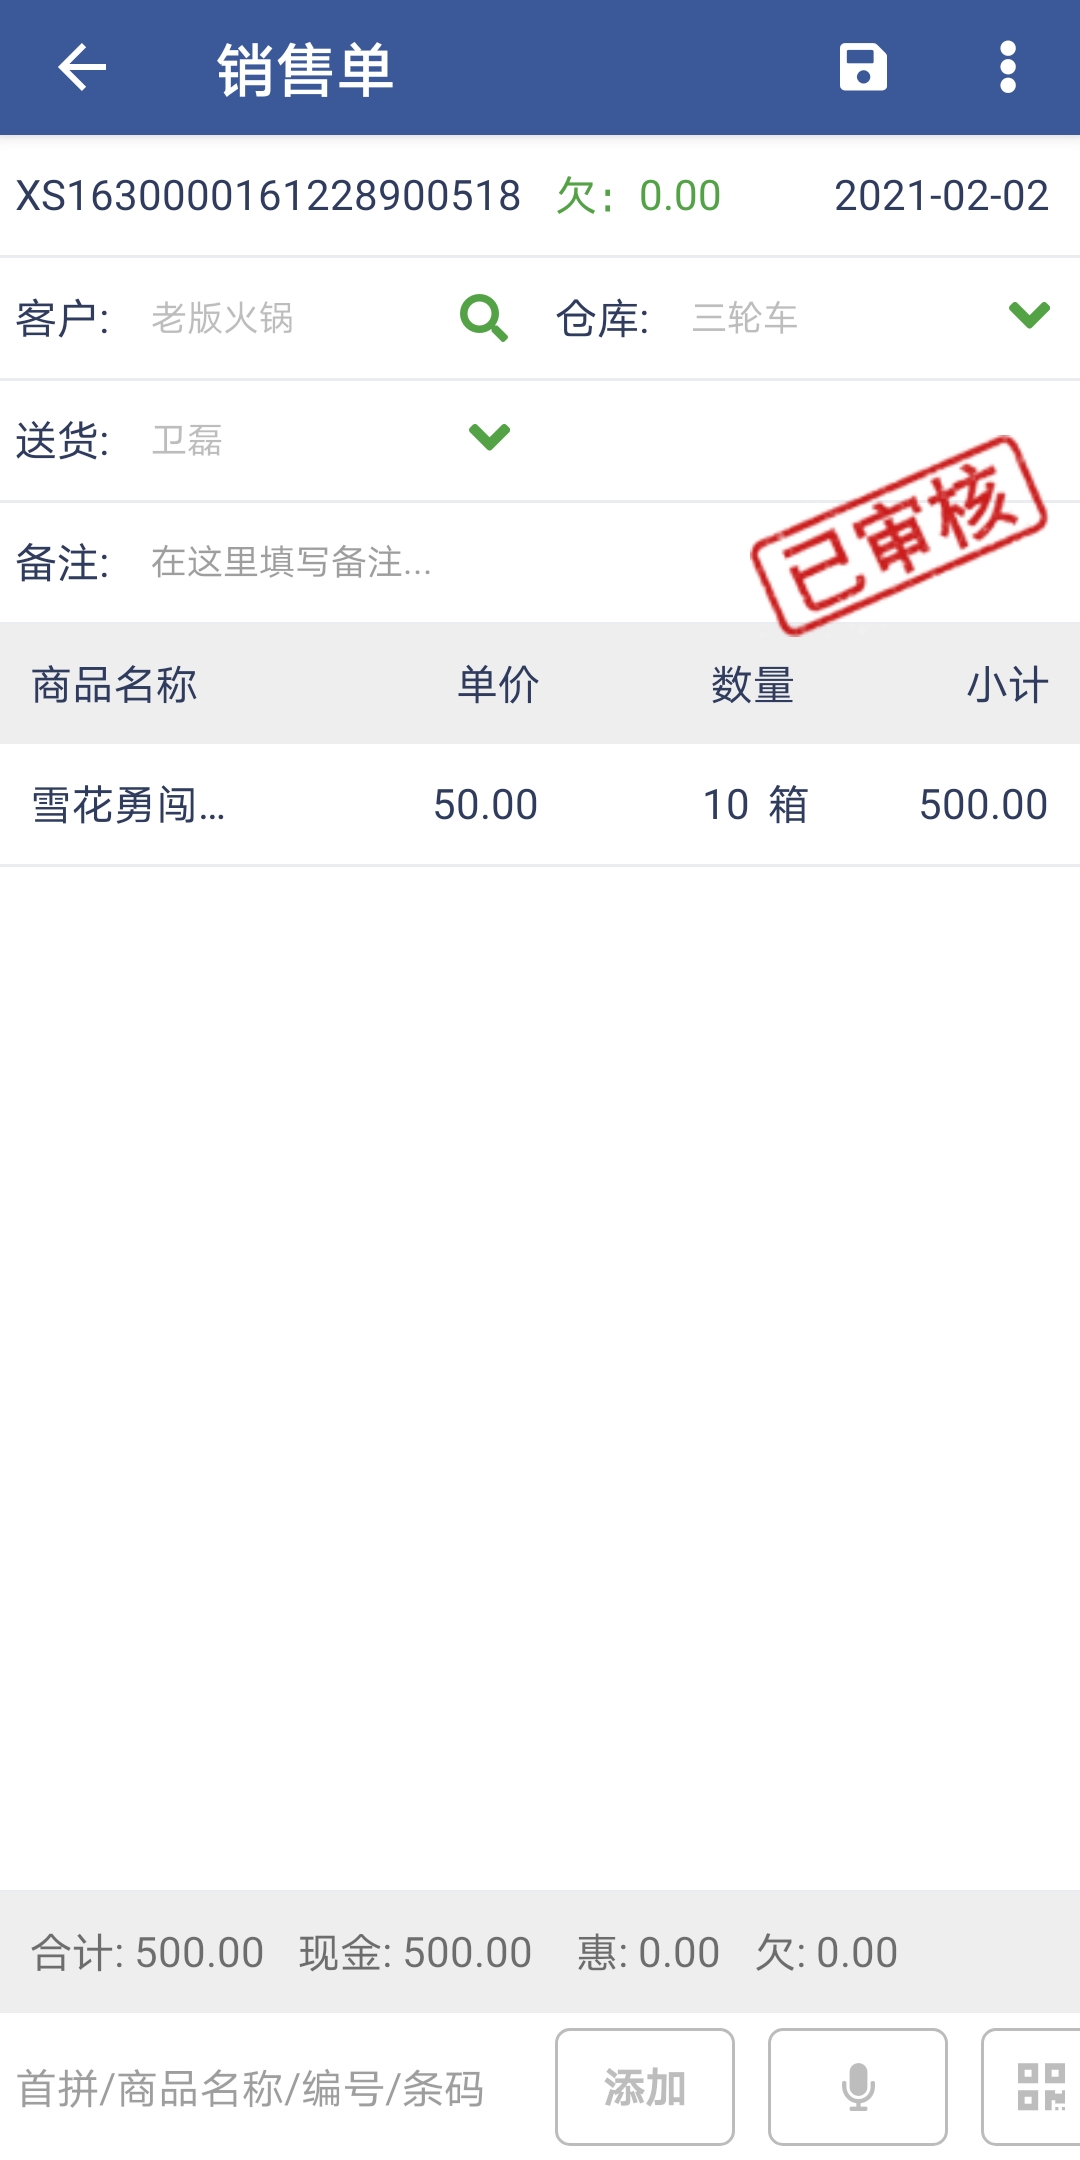 销售单
XS1630000161228900518 欠：0.00 2021-02-02
客户: 老版火锅 仓库: 三轮车
送货: 卫磊
已审核
备注: 在这里填写备注...
商品名称 单价 数量 小计
雪花勇闯... 50.00 10 箱 500.00
合计: 500.00 现金: 500.00 惠: 0.00 欠: 0.00
首拼/商品名称/编号/条码 添加